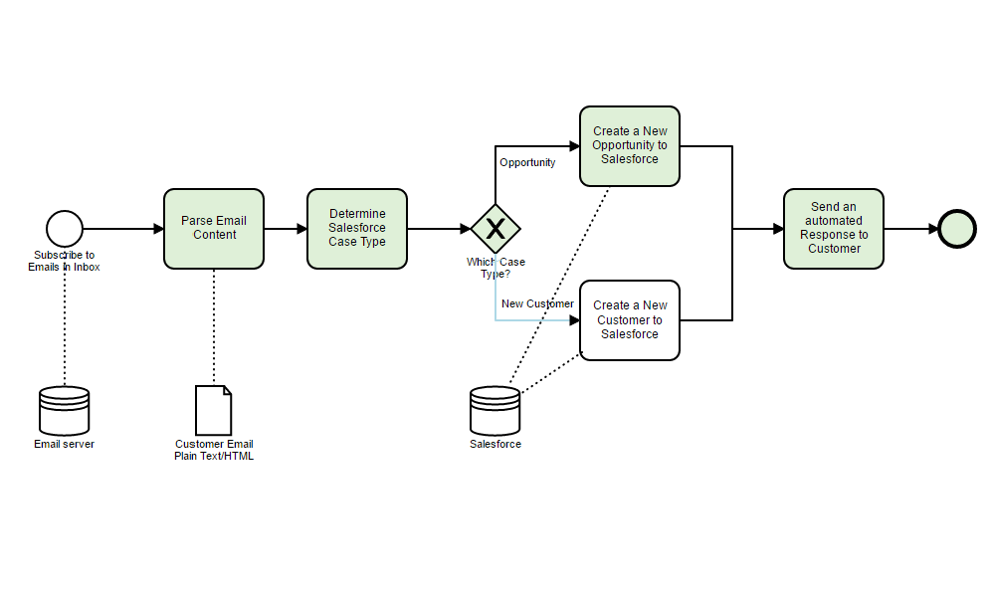 Subscribe to
Emails in Inbox
Parse Email
Content
Determine
Salesforce
Case Type
X
Which Case
Type?
Opportunity
Create a New
Opportunity to
Salesforce
New Customer
Create a New
Customer to
Salesforce
Send an
automated
Response to
Customer
Email server
Customer Email
Plain Text/HTML
Salesforce